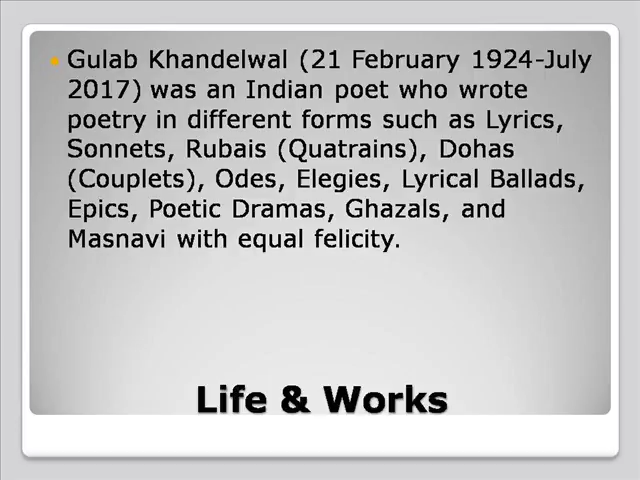 Gulab Khandelwal (21 February 1924-July
2017) was an Indian poet who wrote
poetry in different forms such as Lyrics,
Sonnets, Rubais (Quatrains), Dohas
(Couplets), Odes, Elegies, Lyrical Ballads,
Epics, Poetic Dramas, Ghazals, and
Masnavi with equal felicity.
Life & Works